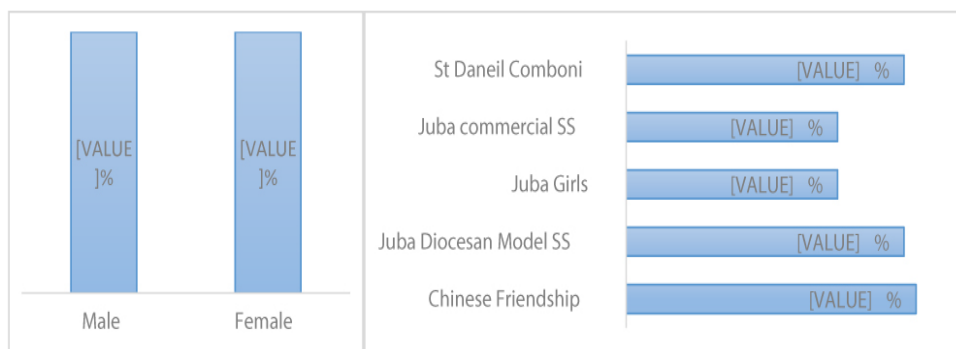 [VALUE
]%
[VALUE
]%
Male
Female
St Daneil Comboni
[VALUE] %
Juba commercial SS
[VALUE] %
Juba Girls
[VALUE] %
Juba Diocesan Model SS
[VALUE] %
Chinese Friendship
[VALUE] %